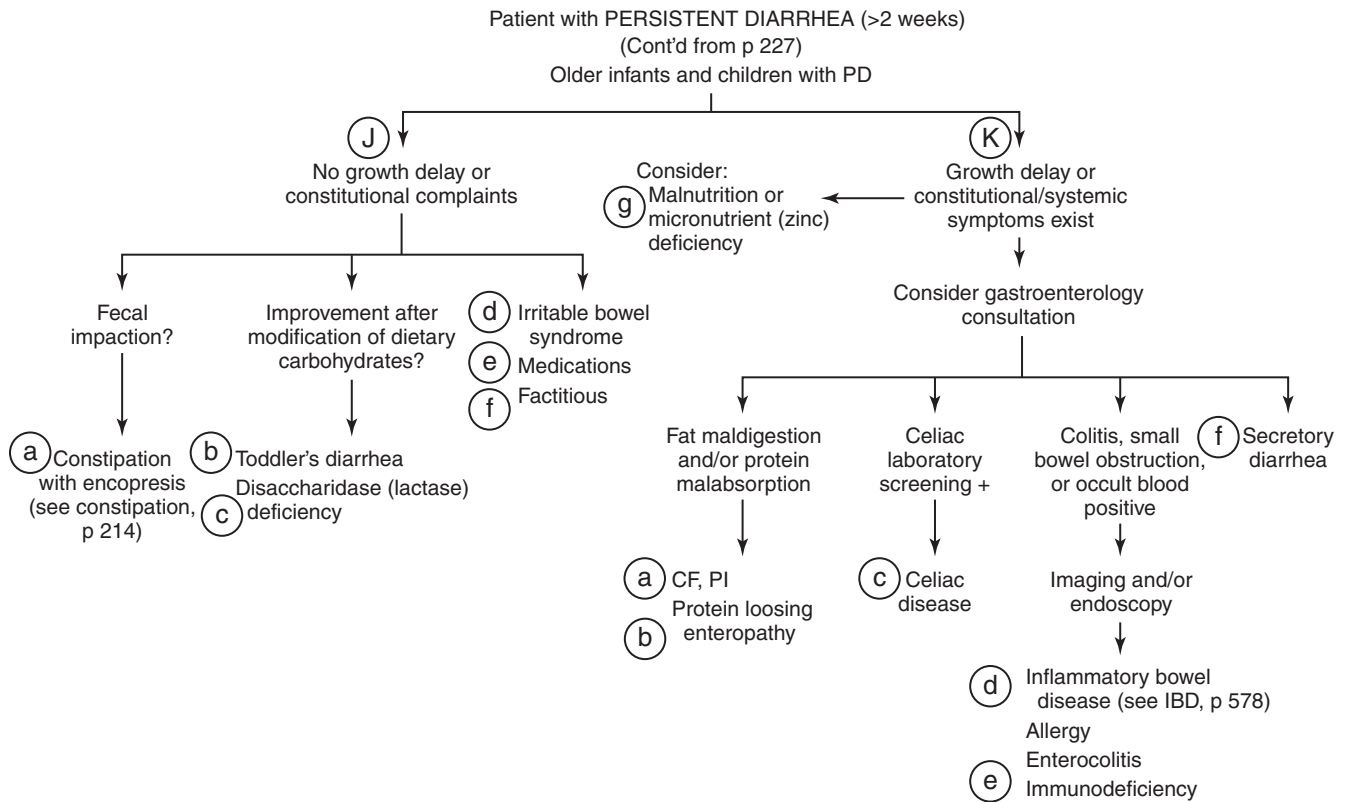 Patient with PERSISTENT DIARRHEA (>2 weeks)
(Cont'd from p 227)
Older infants and children with PD
J
No growth delay or
constitutional complaints
K
Growth delay or
constitutional/systemic
symptoms exist
Consider:
g
Malnutrition or
micronutrient (zinc)
deficiency
Consider gastroenterology
consultation
Fecal
impaction?
Improvement after
modification of dietary
carbohydrates?
d
Irritable bowel
syndrome
e
Medications
f
Factitious
a
Constipation
with encopresis
(see constipation,
p 214)
b
Toddler's diarrhea
Disaccharidase (lactase)
c
deficiency
Fat maldigestion
and/or protein
malabsorption
Celiac
laboratory
screening +
Colitis, small
bowel obstruction,
or occult blood
positive
f
Secretory
diarrhea
a
CF, PI
Protein loosing
b
enteropathy
c
Celiac
disease
Imaging and/or
endoscopy
d
Inflammatory bowel
disease (see IBD, p 578)
Allergy
Enterocolitis
e
Immunodeficiency